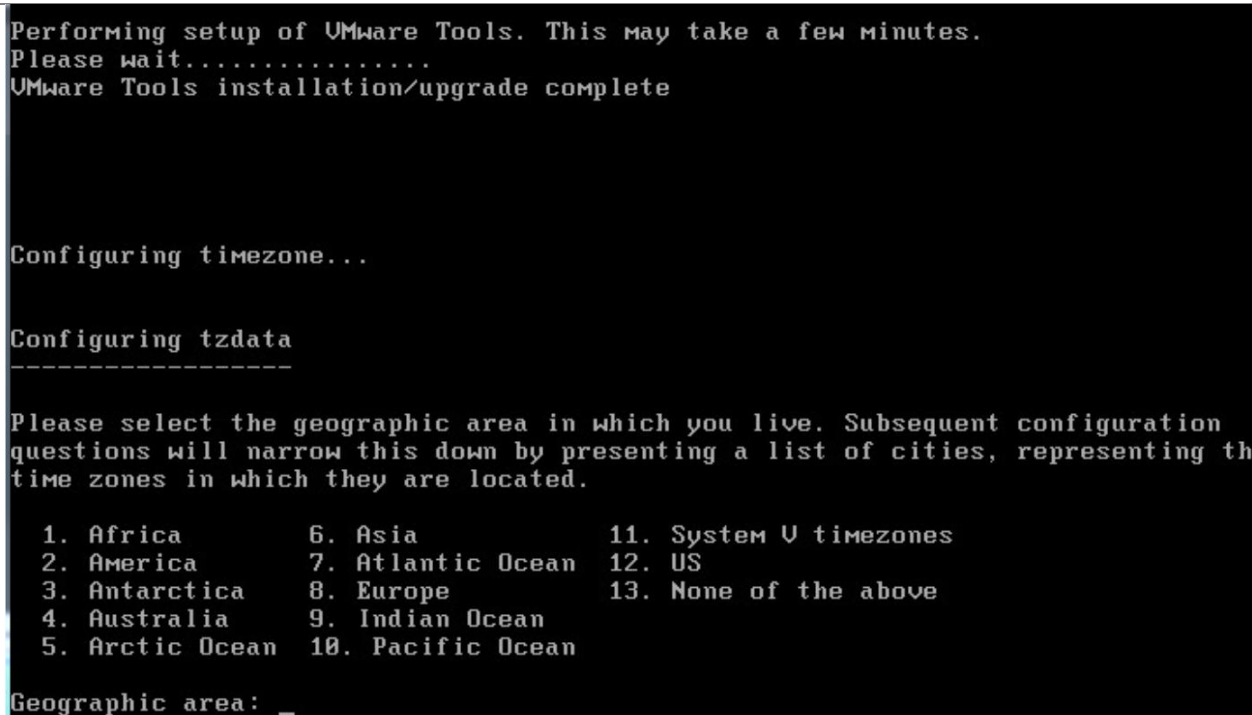 Performing setup of VMware Tools. This may take a few minutes.
Please wait................
VMware Tools installation/upgrade complete
Configuring timezone...
Configuring tzdata
------------------
Please select the geographic area in which you live. Subsequent configuration
questions will narrow this down by presenting a list of cities, representing th
time zones in which they are located.
1. Africa 6. Asia 11. System V timezones
2. America 7. Atlantic Ocean 12. US
3. Antarctica 8. Europe 13. None of the above
4. Australia 9. Indian Ocean
5. Arctic Ocean 10. Pacific Ocean
Geographic area: _